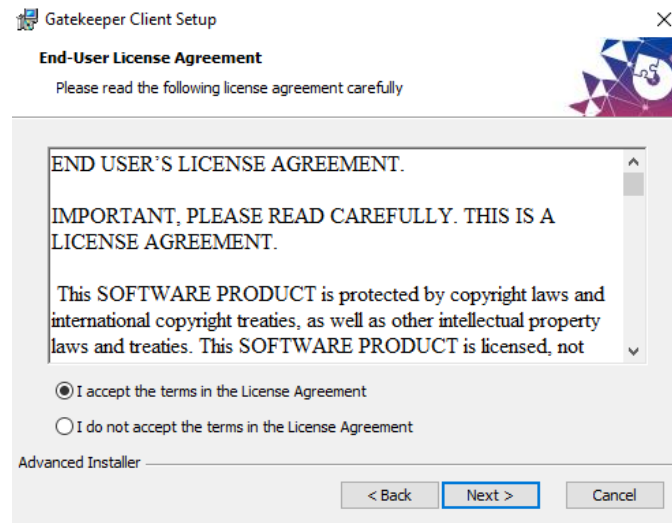 Gatekeeper Client Setup
End-User License Agreement
Please read the following license agreement carefully
END USER’S LICENSE AGREEMENT.
IMPORTANT, PLEASE READ CAREFULLY. THIS IS A
LICENSE AGREEMENT.
This SOFTWARE PRODUCT is protected by copyright laws and
international copyright treaties, as well as other intellectual property
laws and treaties. This SOFTWARE PRODUCT is licensed, not
I accept the terms in the License Agreement
I do not accept the terms in the License Agreement
Advanced Installer
< Back Next > Cancel